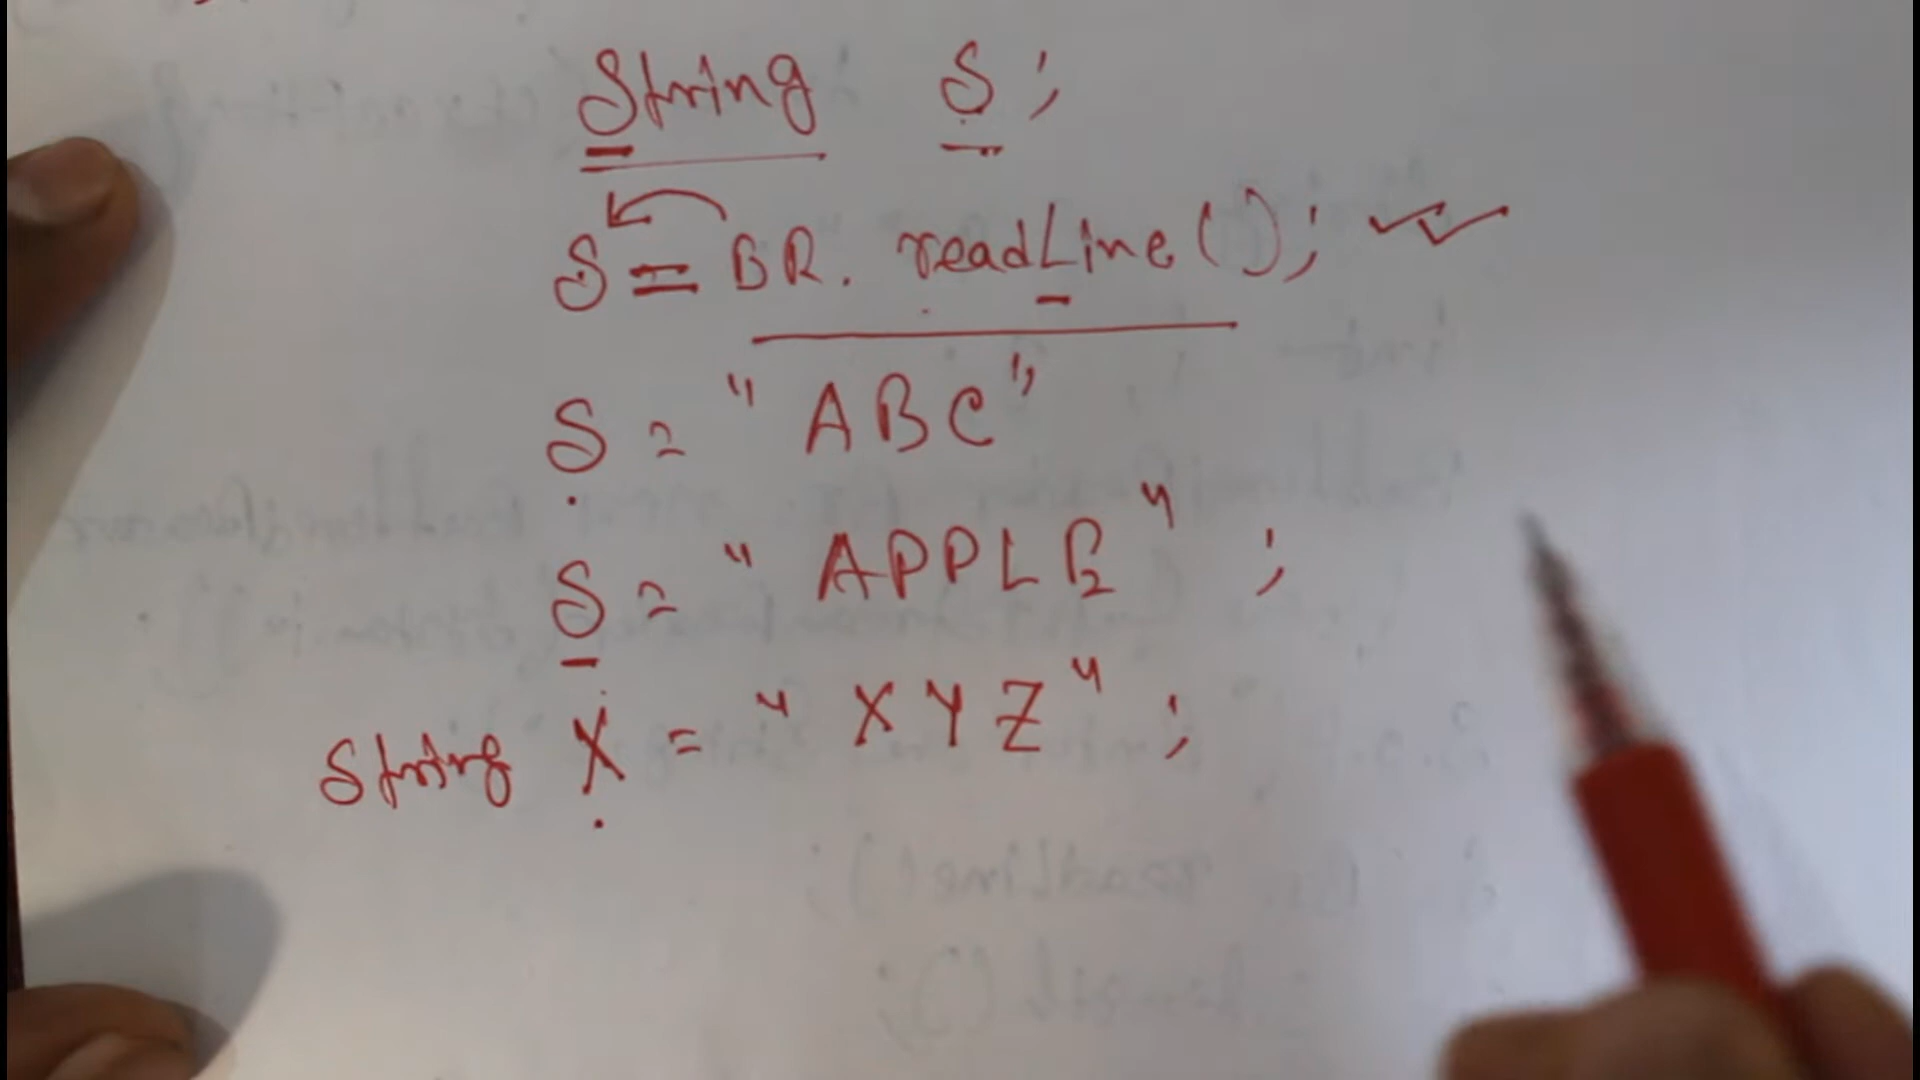 String S;
S = BR. readLine();
S = "ABC"
S = "APPLE";
String X = "XYZ";